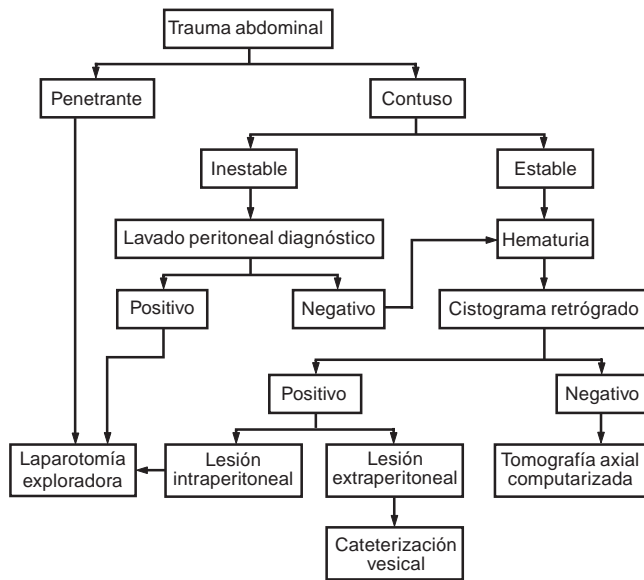 Trauma abdominal
Penetrante
Contuso
Inestable
Estable
Lavado peritoneal diagnóstico
Hematuria
Positivo
Negativo
Cistograma retrógrado
Positivo
Negativo
Laparotomía
exploradora
Lesión
intraperitoneal
Lesión
extraperitoneal
Tomografía axial
computarizada
Cateterización
vesical